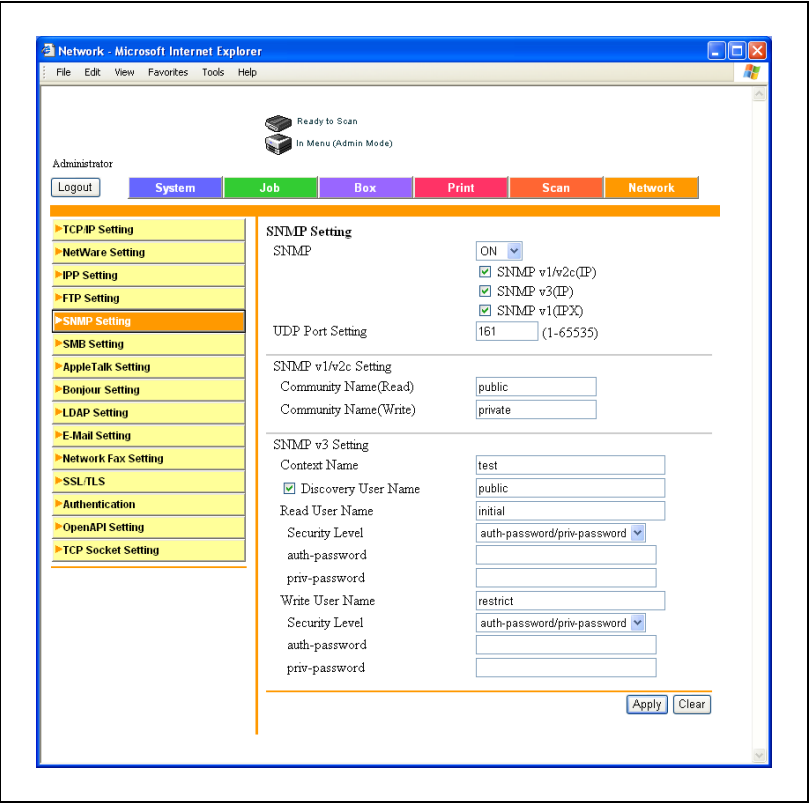 Network - Microsoft Internet Explorer
File Edit View Favorites Tools Help
Ready to Scan
In Menu (Admin Mode)
Administrator
Logout System Job Box Print Scan Network
TCP/IP Setting
NetWare Setting
IPP Setting
FTP Setting
SNMP Setting
SMB Setting
AppleTalk Setting
Bonjour Setting
LDAP Setting
E-Mail Setting
Network Fax Setting
SSL/TLS
Authentication
OpenAPI Setting
TCP Socket Setting
SNMP Setting
SNMP ON
SNMP v1/v2c(IP)
SNMP v3(IP)
SNMP v1(IPX)
UDP Port Setting 161 (1-65535)
SNMP v1/v2c Setting
Community Name(Read) public
Community Name(Write) private
SNMP v3 Setting
Context Name test
Discovery User Name public
Read User Name initial
Security Level auth-password/priv-password
auth-password
priv-password
Write User Name restrict
Security Level auth-password/priv-password
auth-password
priv-password
Apply Clear